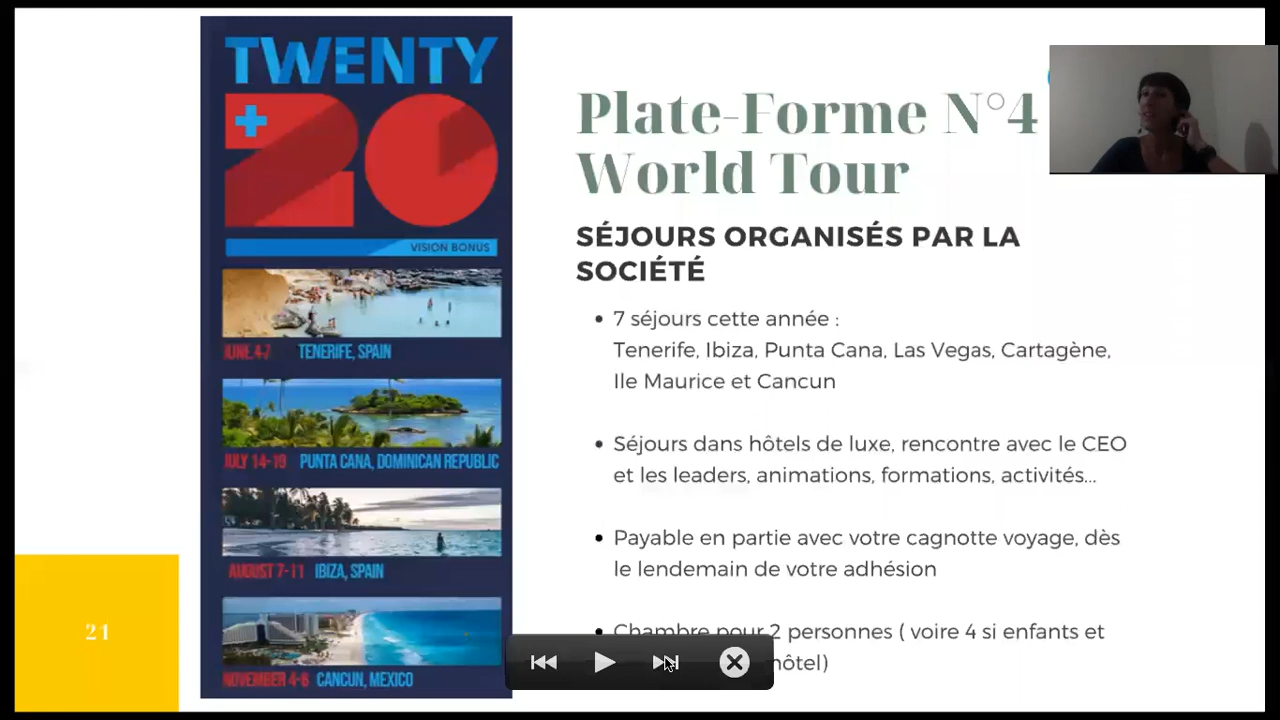 TWENTY
+20
VISION BONUS
JUNE 4-7 TENERIFE, SPAIN
JULY 14-19 PUNTA CANA, DOMINICAN REPUBLIC
AUGUST 7-11 IBIZA, SPAIN
NOVEMBER 4-8 CANCUN, MEXICO
21
Plate-Forme N°4
World Tour
SÉJOURS ORGANISÉS PAR LA
SOCIÉTÉ
• 7 séjours cette année :
Tenerife, Ibiza, Punta Cana, Las Vegas, Cartagène,
Ile Maurice et Cancun
• Séjours dans hôtels de luxe, rencontre avec le CEO
et les leaders, animations, formations, activités...
• Payable en partie avec votre cagnotte voyage, dès
le lendemain de votre adhésion
• Chambre pour 2 personnes ( voire 4 si enfants et
hôtel)